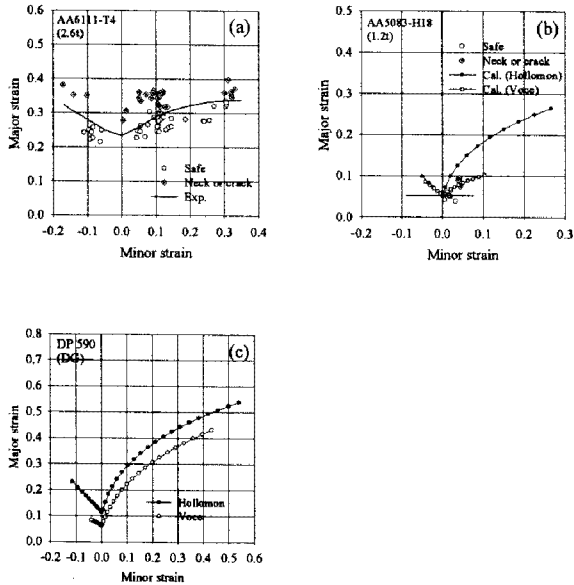 AA6111-T4
(2.6t)
(a)
Major strain
0.6
0.5
0.4
0.3
0.2
0.1
0.0
Safe
Neck or crack
Exp.
-0.2 -0.1 0.0 0.1 0.2 0.3 0.4
Minor strain
AA5083-H18
(1.2t)
(b)
Major strain
0.4
0.3
0.2
0.1
0.0
Safe
Neck or crack
Cal. (Hollomon)
Cal. (Voce)
-0.2 -0.1 0.0 0.1 0.2 0.3
Minor strain
DP 590
(DG)
(c)
Major strain
0.8
0.7
0.6
0.5
0.4
0.3
0.2
0.1
0.0
Hollomon
Voce
-0.2 -0.1 0.0 0.1 0.2 0.3 0.4 0.5 0.6
Minor strain